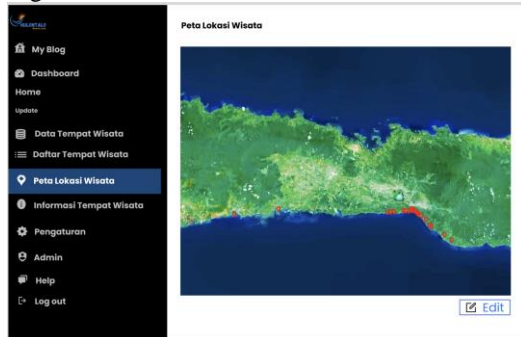 HULONTALO
My Blog
Dashboard
Home
Update
Data Tempat Wisata
Daftar Tempat Wisata
Peta Lokasi Wisata
Informasi Tempat Wisata
Pengaturan
Admin
Help
Log out
Peta Lokasi Wisata
Edit